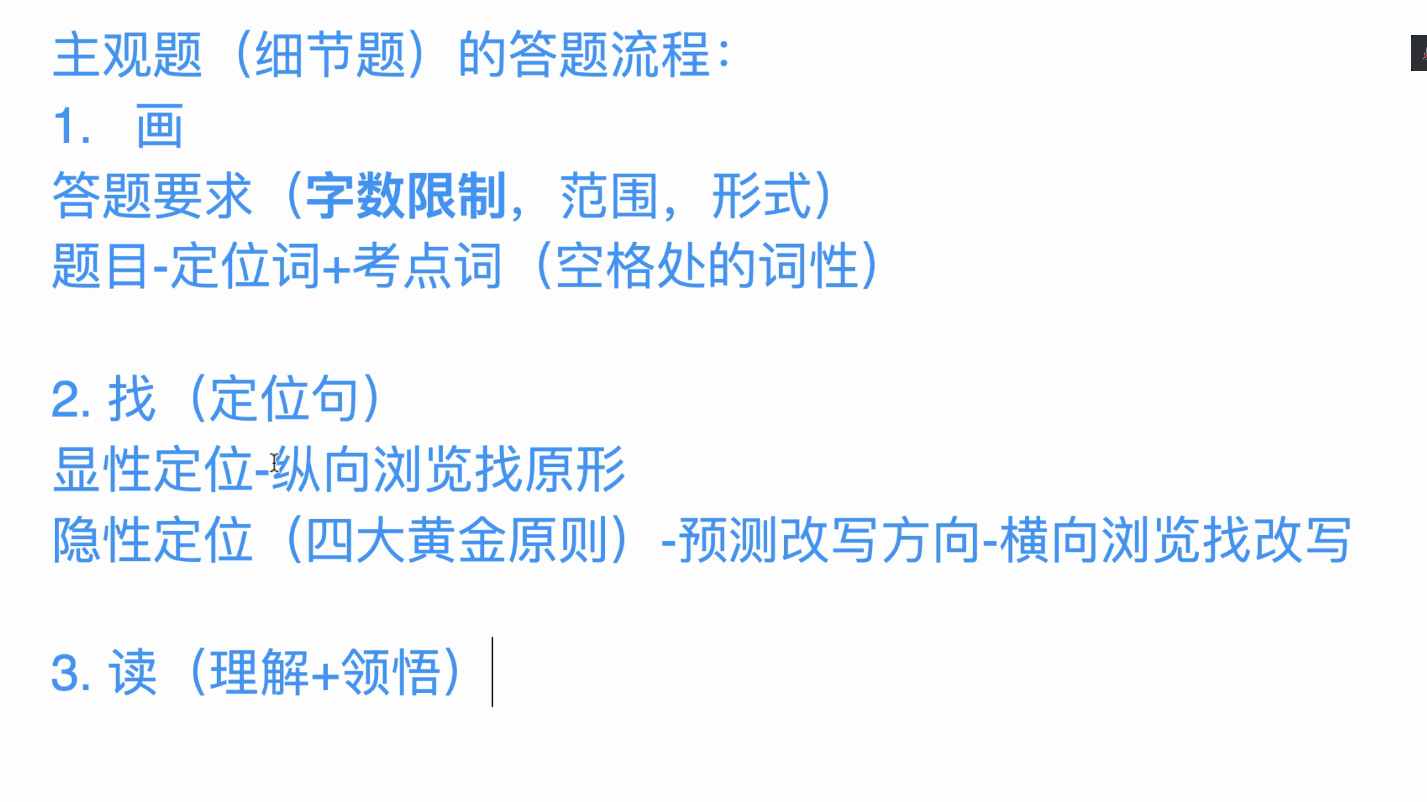 主观题（细节题）的答题流程：
1. 画
答题要求（字数限制，范围，形式）
题目-定位词+考点词（空格处的词性）
2. 找（定位句）
显性定位-纵向浏览找原形
隐性定位（四大黄金原则）-预测改写方向-横向浏览找改写
3. 读（理解+领悟）